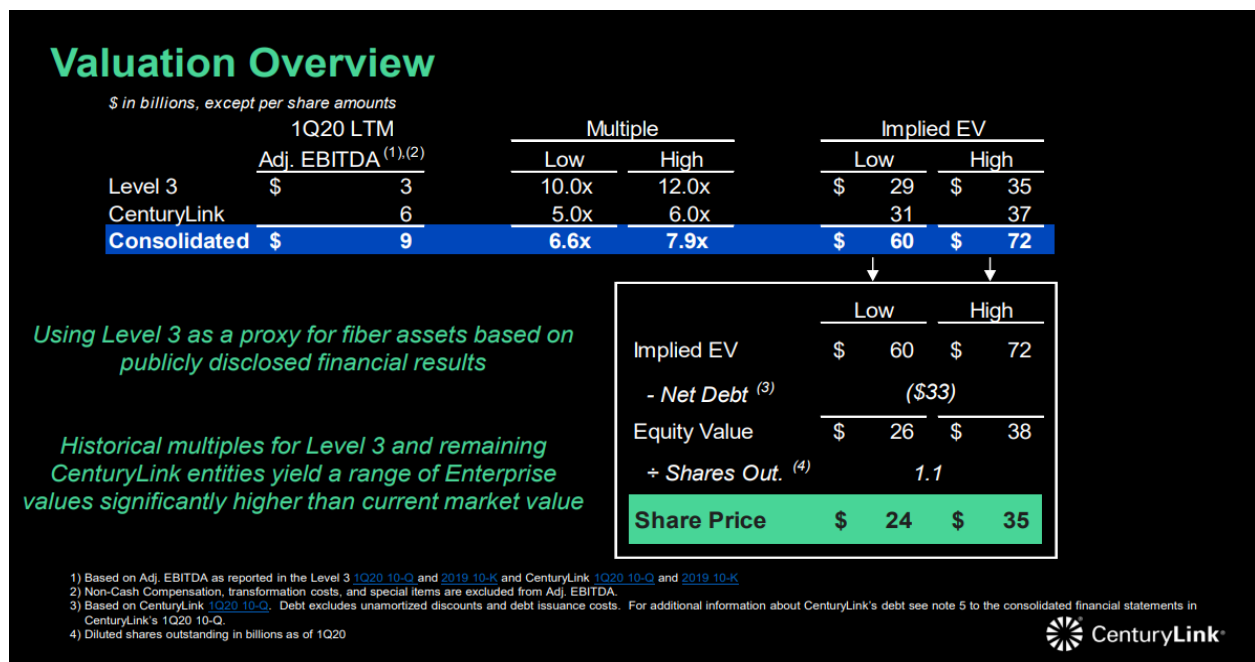 Valuation Overview
$ in billions, except per share amounts
1Q20 LTM Multiple Implied EV
Adj. EBITDA (1),(2) Low High Low High
Level 3 $ 3 10.0x 12.0x $ 29 $ 35
CenturyLink 6 5.0x 6.0x 31 37
Consolidated $ 9 6.6x 7.9x $ 60 $ 72
Using Level 3 as a proxy for fiber assets based on
publicly disclosed financial results
Historical multiples for Level 3 and remaining
CenturyLink entities yield a range of Enterprise
values significantly higher than current market value
Low High
Implied EV $ 60 $ 72
- Net Debt (3) ($33)
Equity Value $ 26 $ 38
÷ Shares Out. (4) 1.1
Share Price $ 24 $ 35
1) Based on Adj. EBITDA as reported in the Level 3 1Q20 10-Q and 2019 10-K and CenturyLink 1Q20 10-Q and 2019 10-K
2) Non-Cash Compensation, transformation costs, and special items are excluded from Adj. EBITDA.
3) Based on CenturyLink 1Q20 10-Q. Debt excludes unamortized discounts and debt issuance costs. For additional information about CenturyLink's debt see note 5 to the consolidated financial statements in
CenturyLink's 1Q20 10-Q.
4) Diluted shares outstanding in billions as of 1Q20
CenturyLink